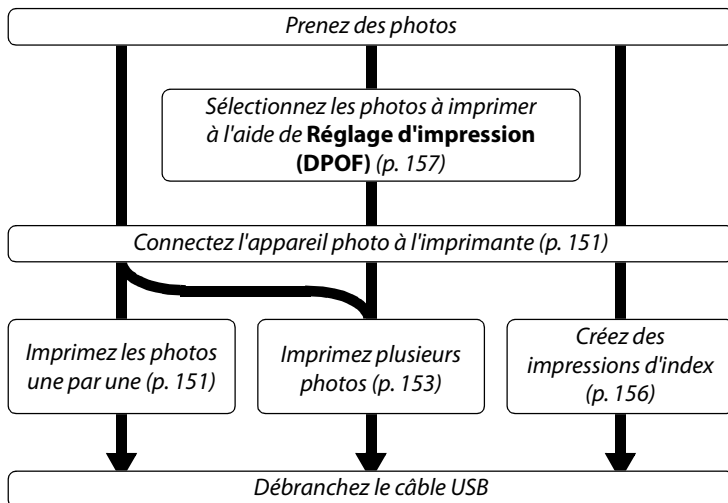 Prenez des photos
Sélectionnez les photos à imprimer
à l'aide de Réglage d'impression
(DPOF) (p. 157)
Connectez l'appareil photo à l'imprimante (p. 151)
Imprimez les photos
une par une (p. 151)
Imprimez plusieurs
photos (p. 153)
Créez des
impressions d'index
(p. 156)
Débranchez le câble USB